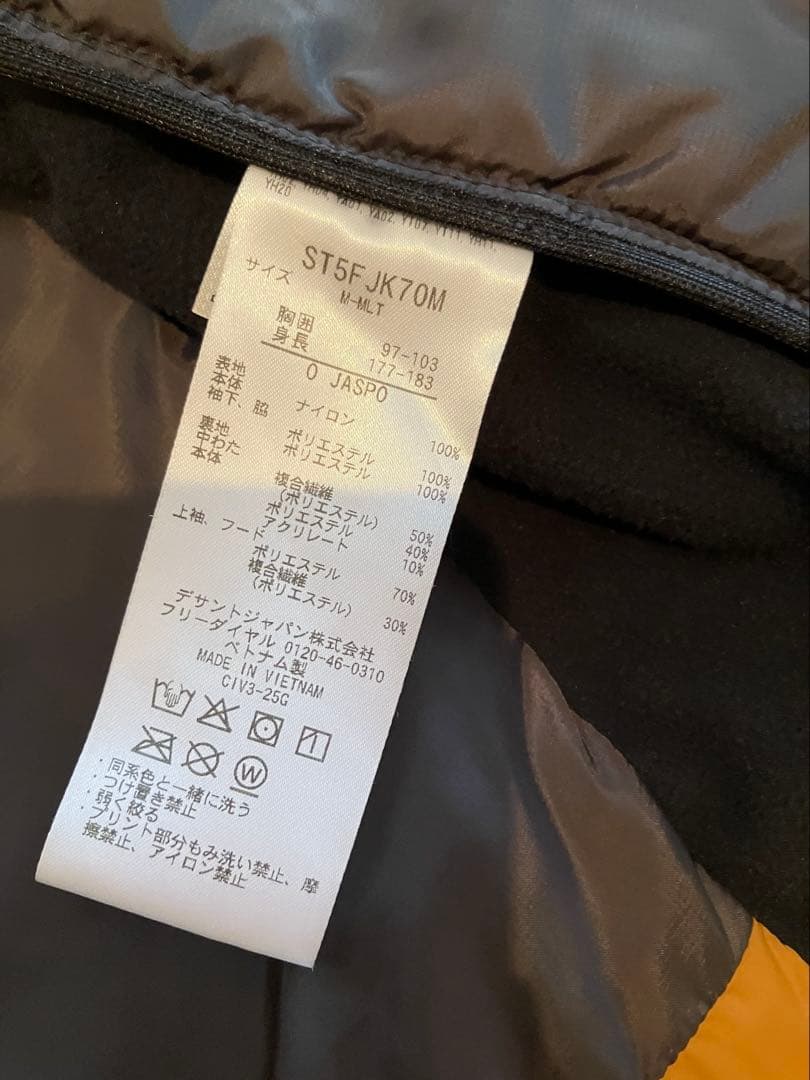 YH20
YA01, YA02, YT07, YT11, YH11,
ST5FJK70M
サイズ
M-MLT
胸囲 97-103
身長 177-183
O JASPO
表地
本体
袖下、脇 ナイロン 100%
裏地 ポリエステル 100%
中わた ポリエステル 100%
本体
複合繊維
(ポリエステル) 50%
ポリエステル 40%
アクリレート 10%
上袖、フード
ポリエステル 70%
複合繊維
(ポリエステル) 30%
デサントジャパン株式会社
フリーダイヤル 0120-46-0310
ベトナム製
MADE IN VIETNAM
CIV3-25G
W
・同系色と一緒に洗う
・つけ置き禁止
・弱く絞る
・プリント部分もみ洗い禁止、摩
擦禁止、アイロン禁止